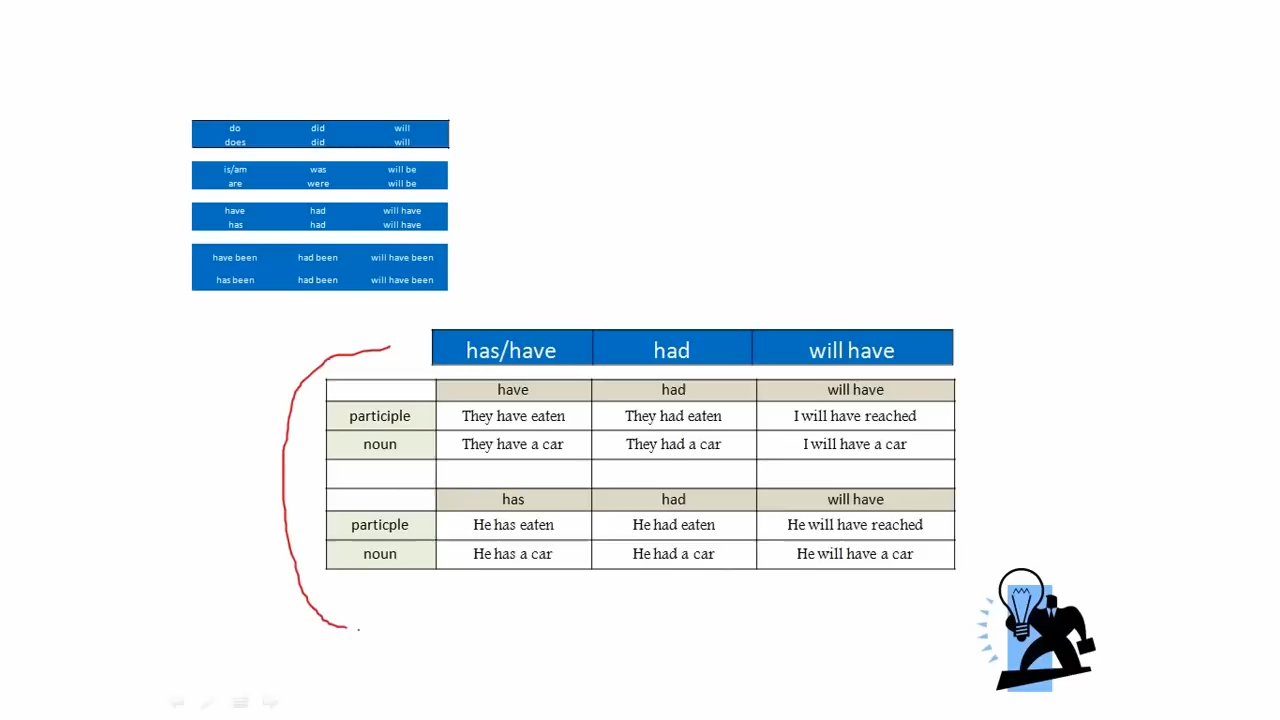 do did will
does did will
is/am was will be
are were will be
have had will have
has had will have
have been had been will have been
has been had been will have been
has/have had will have
have had will have
participle They have eaten They had eaten I will have reached
noun They have a car They had a car I will have a car
has had will have
particple He has eaten He had eaten He will have reached
noun He has a car He had a car He will have a car